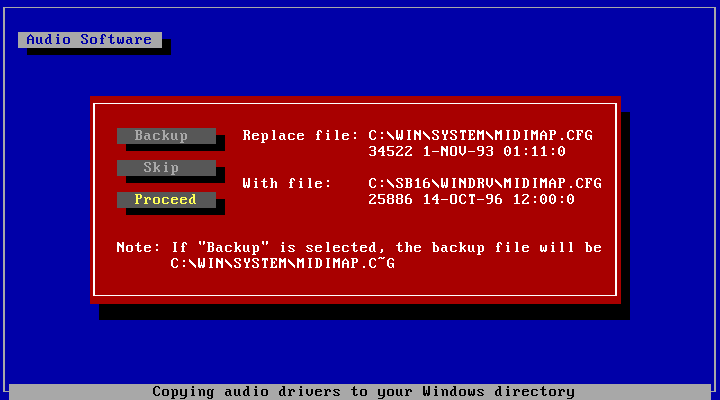 Audio Software
Backup
Skip
Proceed
Replace file: C:\WIN\SYSTEM\MIDIMAP.CFG
34522 1-NOV-93 01:11:0
With file: C:\SB16\WINDRV\MIDIMAP.CFG
25886 14-OCT-96 12:00:0
Note: If "Backup" is selected, the backup file will be
C:\WIN\SYSTEM\MIDIMAP.C~G
Copying audio drivers to your Windows directory